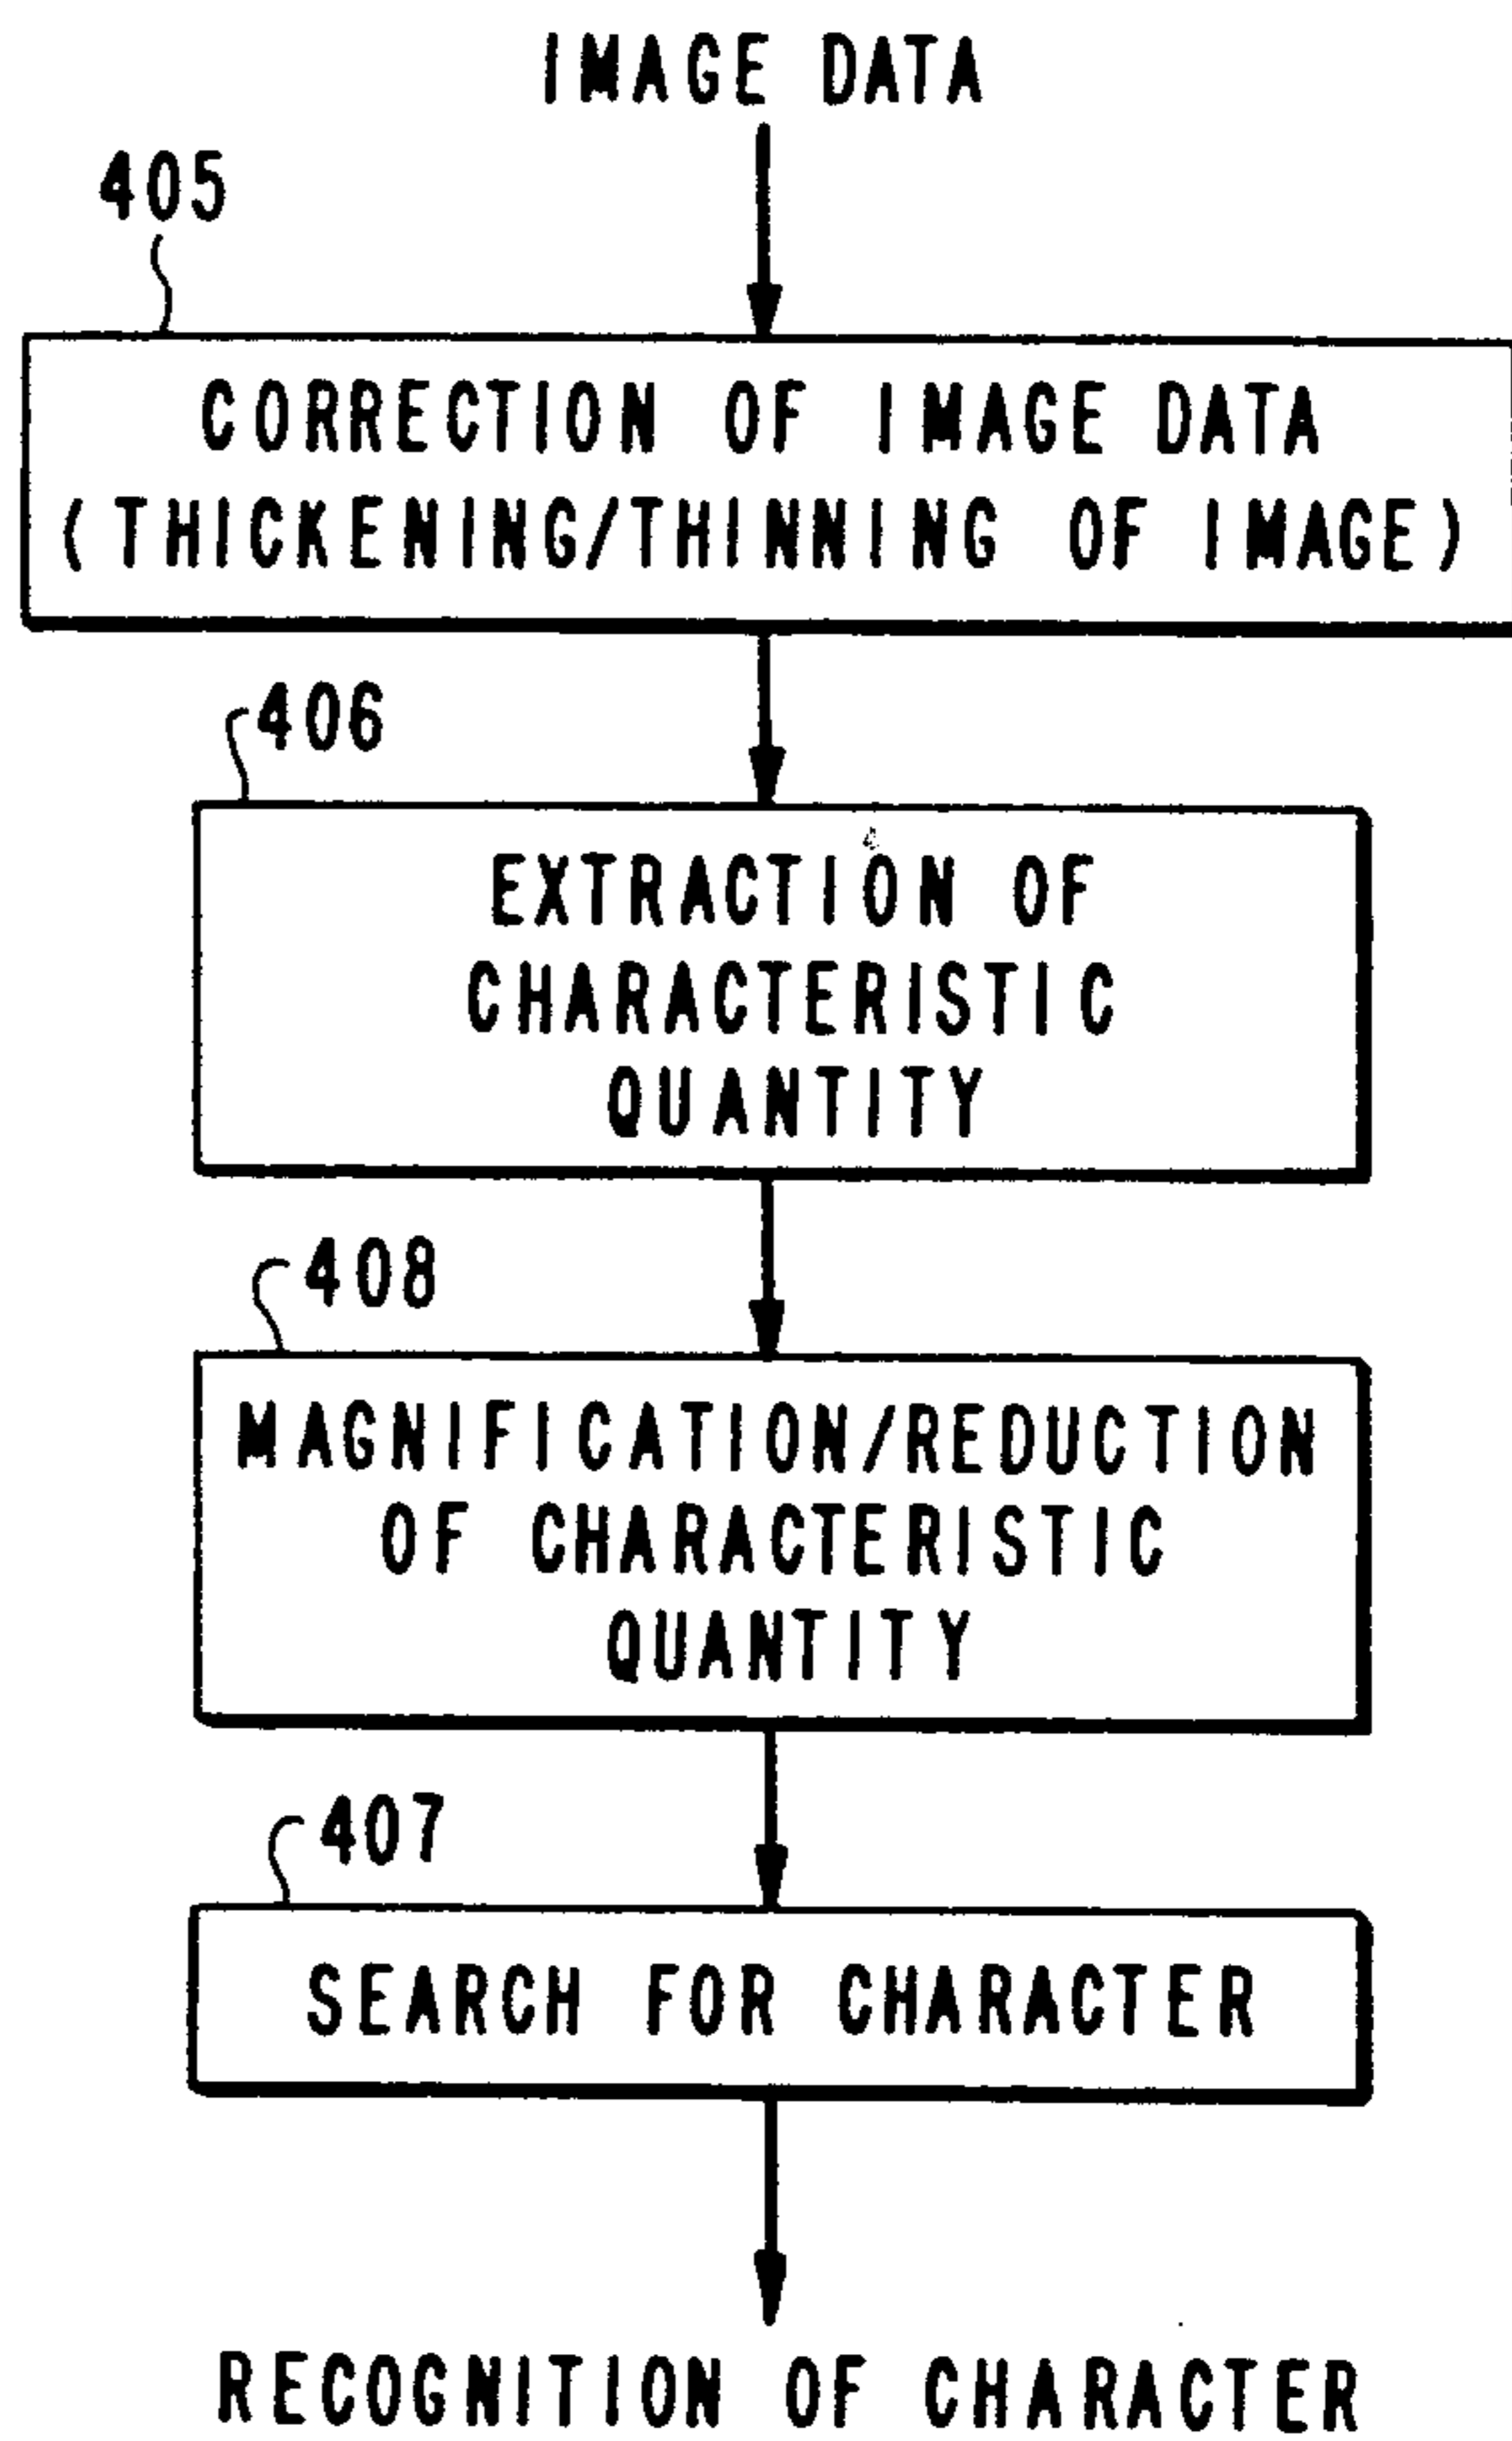 IMAGE DATA
405
CORRECTION OF IMAGE DATA
(THICKENING/THINNING OF IMAGE)
406
EXTRACTION OF
CHARACTERISTIC
QUANTITY
408
MAGNIFICATION/REDUCTION
OF CHARACTERISTIC
QUANTITY
407
SEARCH FOR CHARACTER
RECOGNITION OF CHARACTER